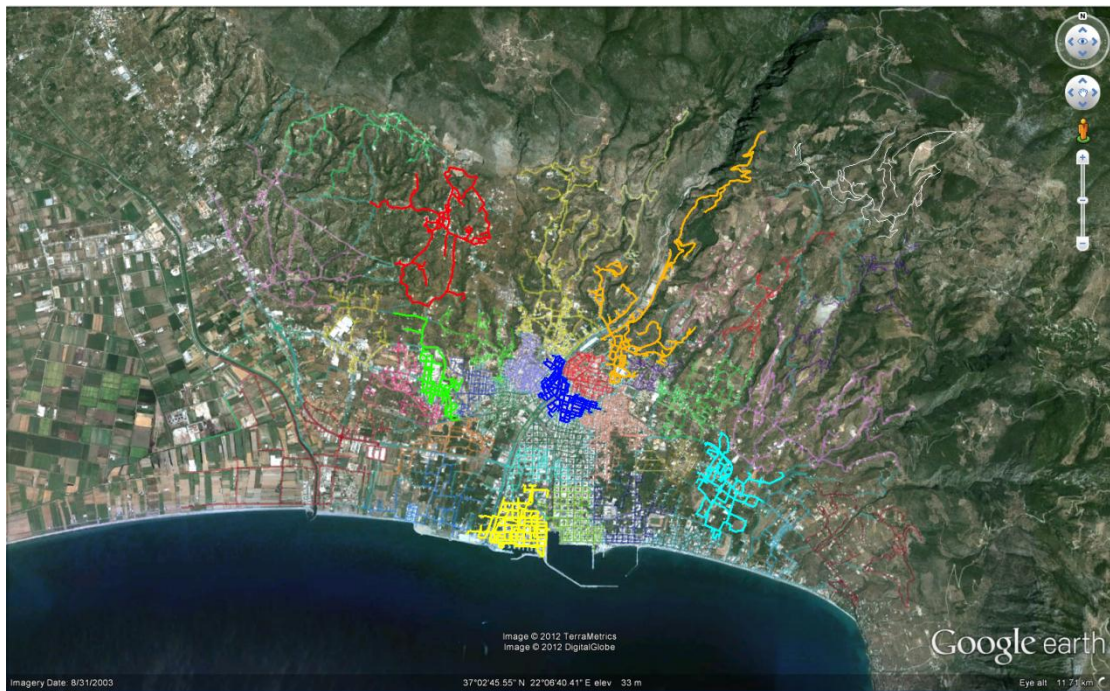 N
Image © 2012 TerraMetrics
Image © 2012 DigitalGlobe
Google earth
Imagery Date: 8/31/2003
37°02'45.55" N 22°06'40.41" E elev 33 m
Eye alt 11.71 km